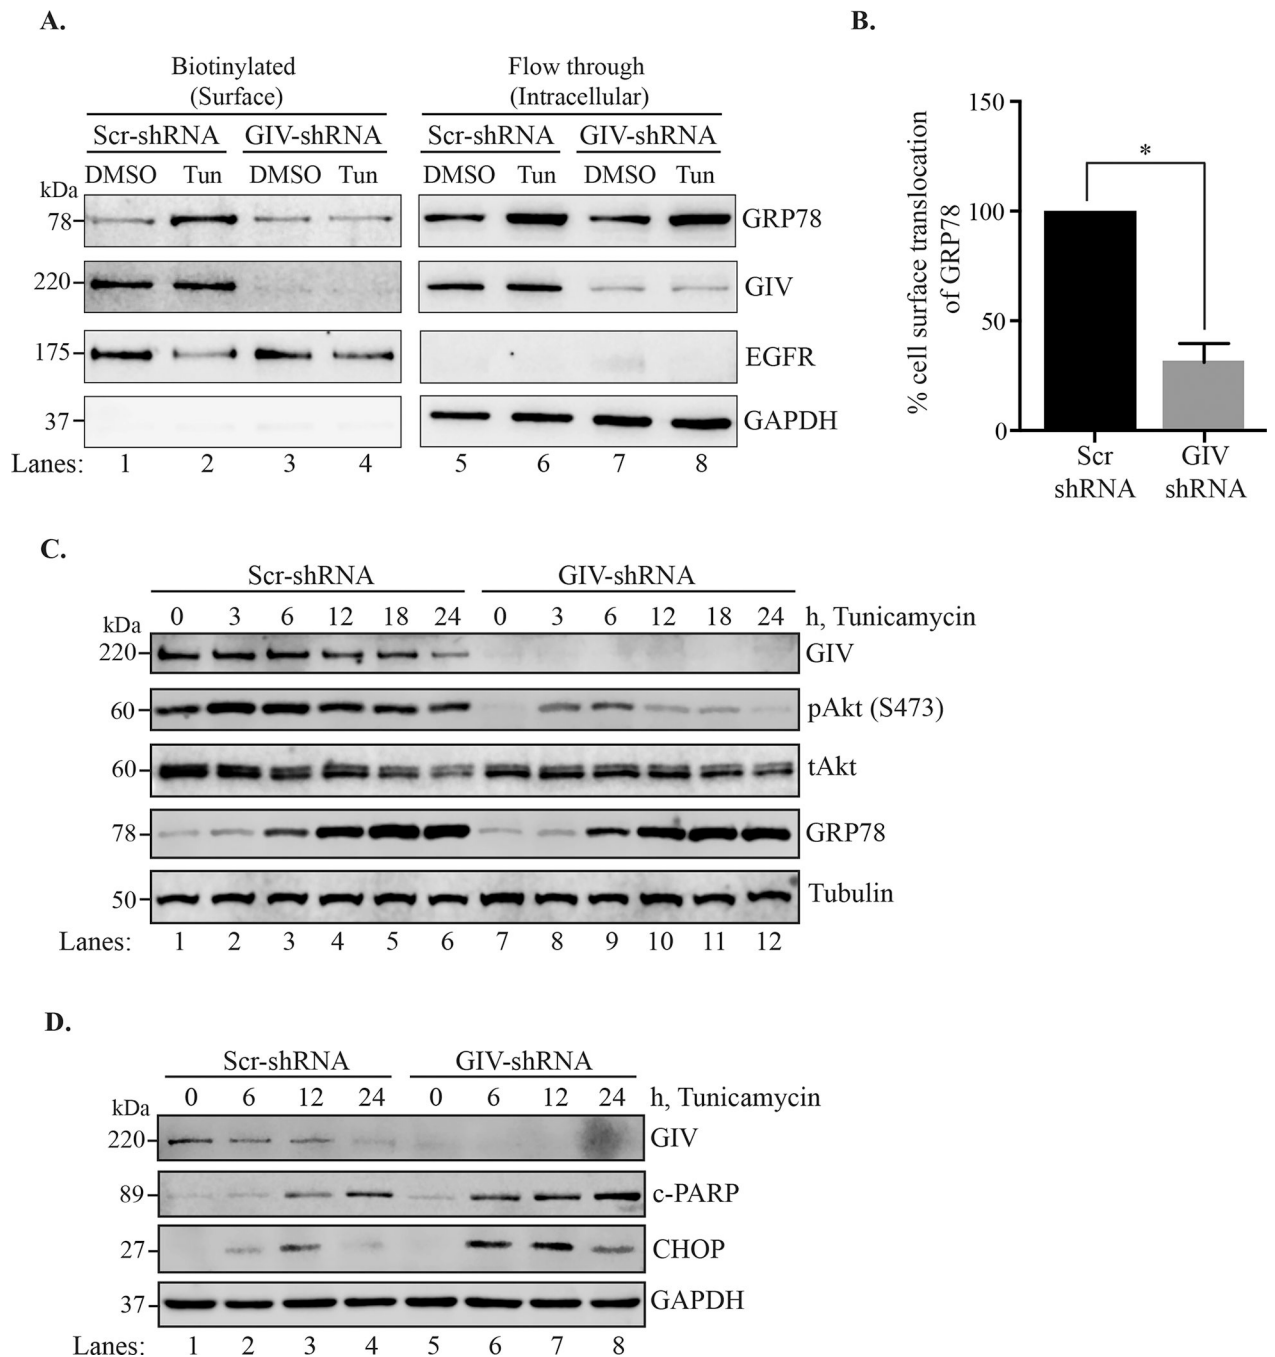 A.
Biotinylated
(Surface)
Flow through
(Intracellular)
Scr-shRNA GIV-shRNA Scr-shRNA GIV-shRNA
kDa DMSO Tun DMSO Tun DMSO Tun DMSO Tun
78 GRP78
220 GIV
175 EGFR
37 GAPDH
Lanes: 1 2 3 4 5 6 7 8
B.
% cell surface translocation
of GRP78
150
100
50
0
*
Scr
shRNA
GIV
shRNA
C.
Scr-shRNA GIV-shRNA
0 3 6 12 18 24 0 3 6 12 18 24 h, Tunicamycin
kDa
220 GIV
60 pAkt (S473)
60 tAkt
78 GRP78
50 Tubulin
Lanes: 1 2 3 4 5 6 7 8 9 10 11 12
D.
Scr-shRNA GIV-shRNA
0 6 12 24 0 6 12 24 h, Tunicamycin
kDa
220 GIV
89 c-PARP
27 CHOP
37 GAPDH
Lanes: 1 2 3 4 5 6 7 8